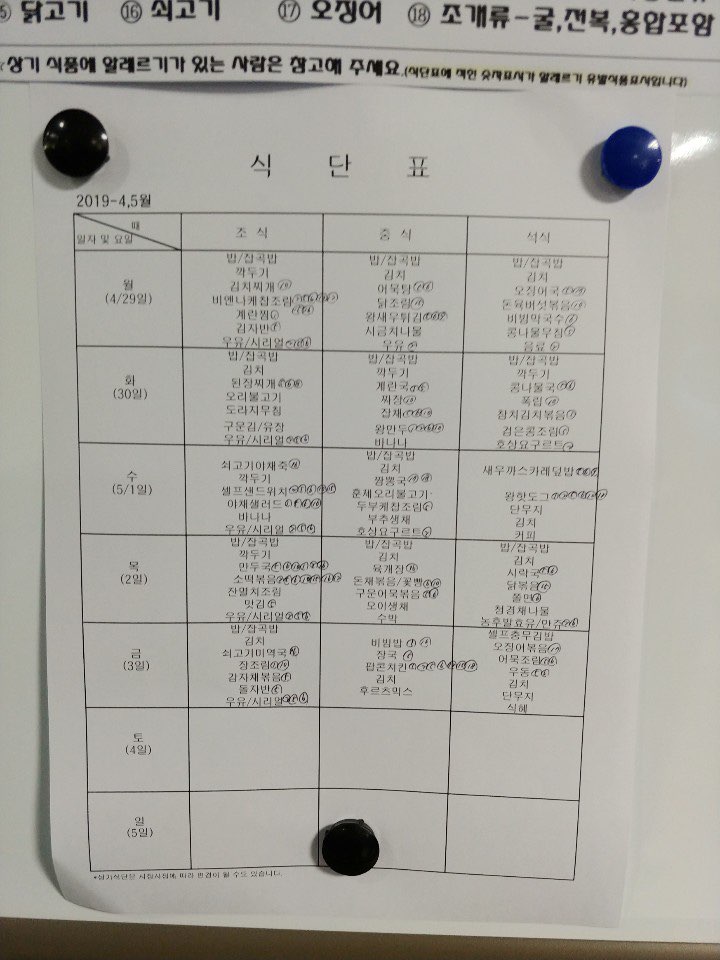 ⑮ 닭고기 ⑯ 쇠고기 ⑰ 오징어 ⑱ 조개류-굴,전복,홍합포함
상기 식품에 알레르기가 있는 사람은 참고해 주세요.(식단표에 적힌 숫자표시가 알레르기 유발식품표시입니다)
식 단 표
2019-4,5월
때
일자 및 요일
조 식
중 식
석식
월
(4/29일)
밥/잡곡밥
깍두기
김치찌개
비엔나케찹조림
계란찜
김자반
우유/시리얼
밥/잡곡밥
김치
어묵탕
닭조림
왕새우튀김
시금치나물
우유
밥/잡곡밥
김치
오징어국
돈육버섯볶음
비빔막국수
콩나물무침
음료
화
(30일)
밥/잡곡밥
김치
된장찌개
오리불고기
도라지무침
구운김/유장
우유/시리얼
밥/잡곡밥
깍두기
계란국
짜장
잡채
왕만두
바나나
밥/잡곡밥
깍두기
콩나물국
폭립
참치김치볶음
검은콩조림
호상요구르트
수
(5/1일)
쇠고기야채죽
깍두기
셀프샌드위치
야채샐러드
바나나
우유/시리얼
밥/잡곡밥
김치
짬뽕국
훈제오리불고기
두부케찹조림
부추생채
호상요구르트
새우까스카레덮밥
왕핫도그
단무지
김치
커피
목
(2일)
밥/잡곡밥
깍두기
만두국
소떡볶음
잔멸치조림
맛김
우유/시리얼
밥/잡곡밥
김치
육개장
돈채볶음/꽃빵
구운어묵볶음
오이생채
수박
밥/잡곡밥
김치
시락국
닭볶음
쫄면
청경채나물
농후발효유/만쥬
금
(3일)
밥/잡곡밥
김치
쇠고기미역국
장조림
감자채볶음
돌자반
우유/시리얼
비빔밥
장국
팝콘치킨
김치
후르츠믹스
셀프충무김밥
오징어볶음
어묵조림
우동
김치
단무지
식혜
토
(4일)
일
(5일)
*상기식단은 시장사정에 따라 변경이 될 수도 있습니다.